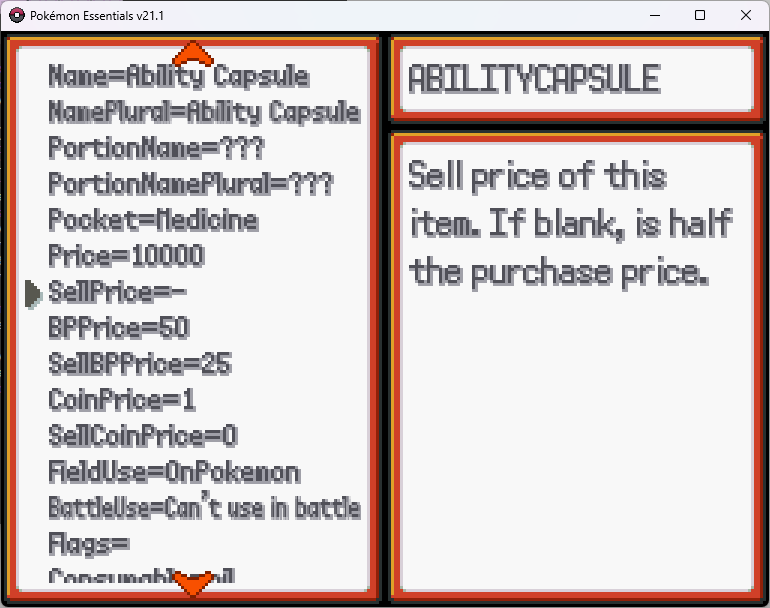 Pokémon Essentials v21.1
Name=Ability Capsule
NamePlural=Ability Capsule
PortionName=???
PortionNamePlural=???
Pocket=Medicine
Price=10000
SellPrice=-
BPPrice=50
SellBPPrice=25
CoinPrice=1
SellCoinPrice=0
FieldUse=OnPokemon
BattleUse=Can't use in battle
Flags=
ABILITYCAPSULE
Sell price of this
item. If blank, is half
the purchase price.